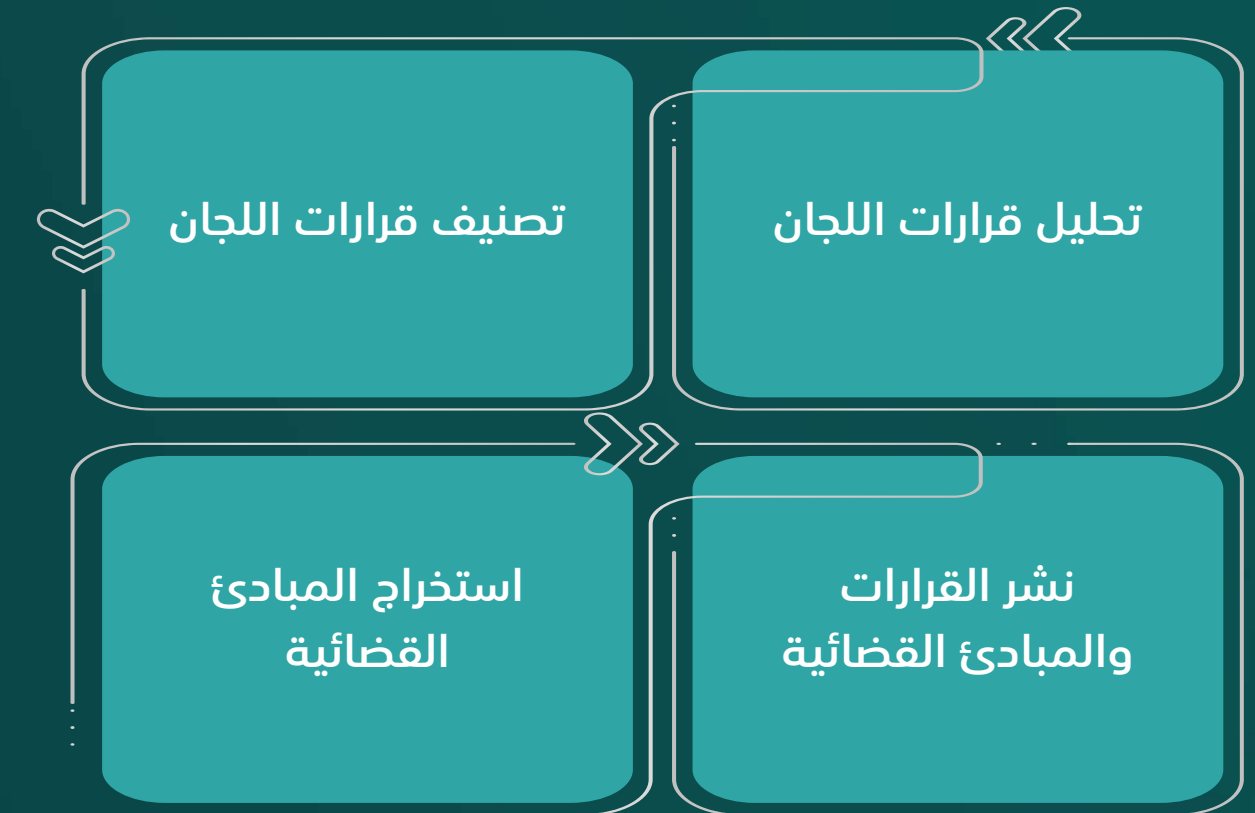 تحليل قرارات اللجان
تصنيف قرارات اللجان
استخراج المبادئ
القضائية
نشر القرارات
والمبادئ القضائية